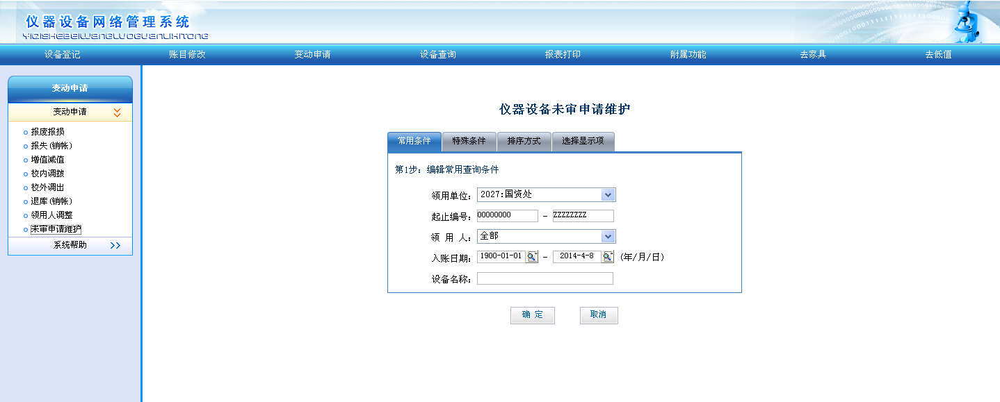 仪器设备网络管理系统
YIQISHEBEIWENGLUOGUENLIXITONG
设备登记 账目修改 变动申请 设备查询 报表打印 附属功能 去家具 去低值
变动申请
变动申请
报废报损
报失(销帐)
增值减值
校内调拨
校外调出
退库(销帐)
领用人调整
未审申请维护
系统帮助
仪器设备未审申请维护
常用条件 特殊条件 排序方式 选择显示项
第1步：编辑常用查询条件
领用单位： 2027:国资处
起止编号： 00000000 - ZZZZZZZZ
领 用 人： 全部
入账日期： 1900-01-01 - 2014-4-8 (年/月/日)
设备名称：
确 定 取消